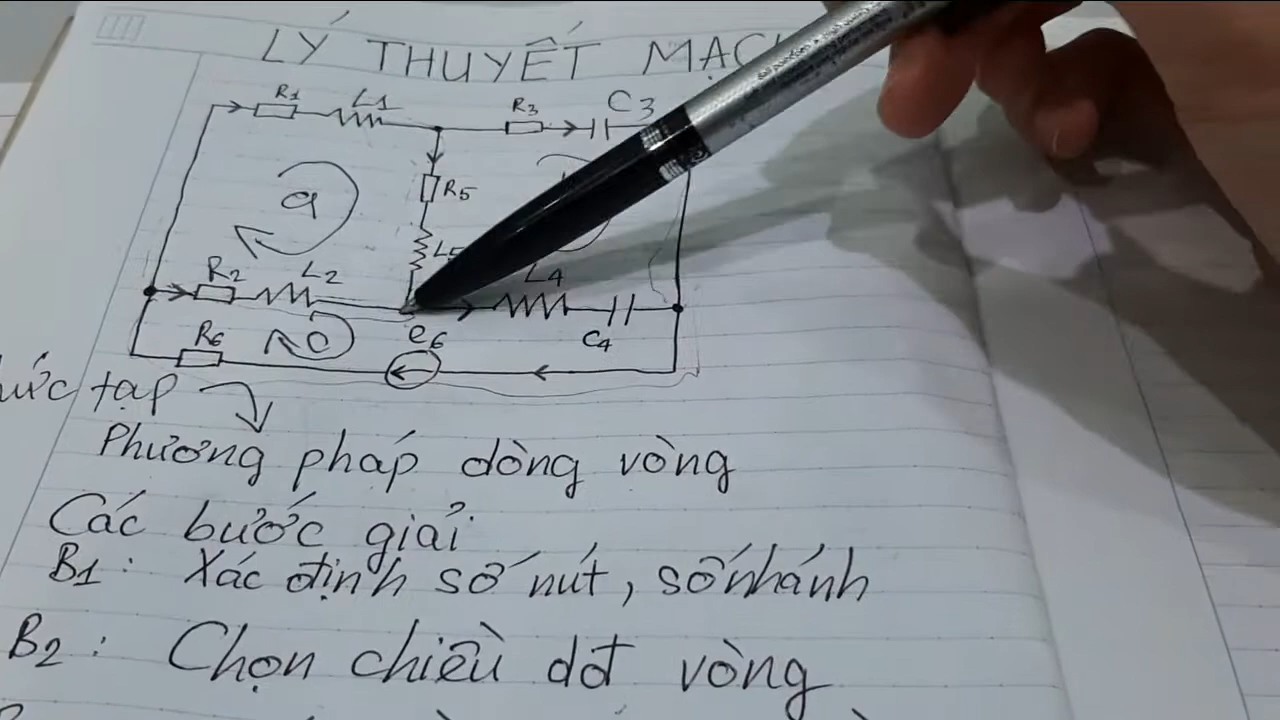 LÝ THUYẾT MẠC
R1 L1 R3 C3
a R5
L5
R2 L2 L4
R6 e6 C4
ức tạp
Phương pháp dòng vòng
Các bước giải
B1: Xác định số nút, số nhánh
B2: Chọn chiều dđ vòng